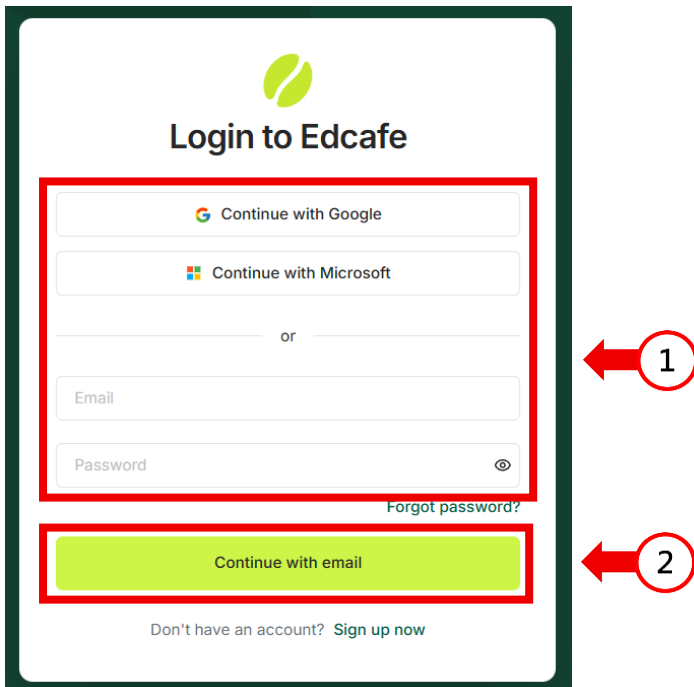 Login to Edcafe
Continue with Google
Continue with Microsoft
or
Email
Password
1
Forgot password?
Continue with email
2
Don't have an account? Sign up now